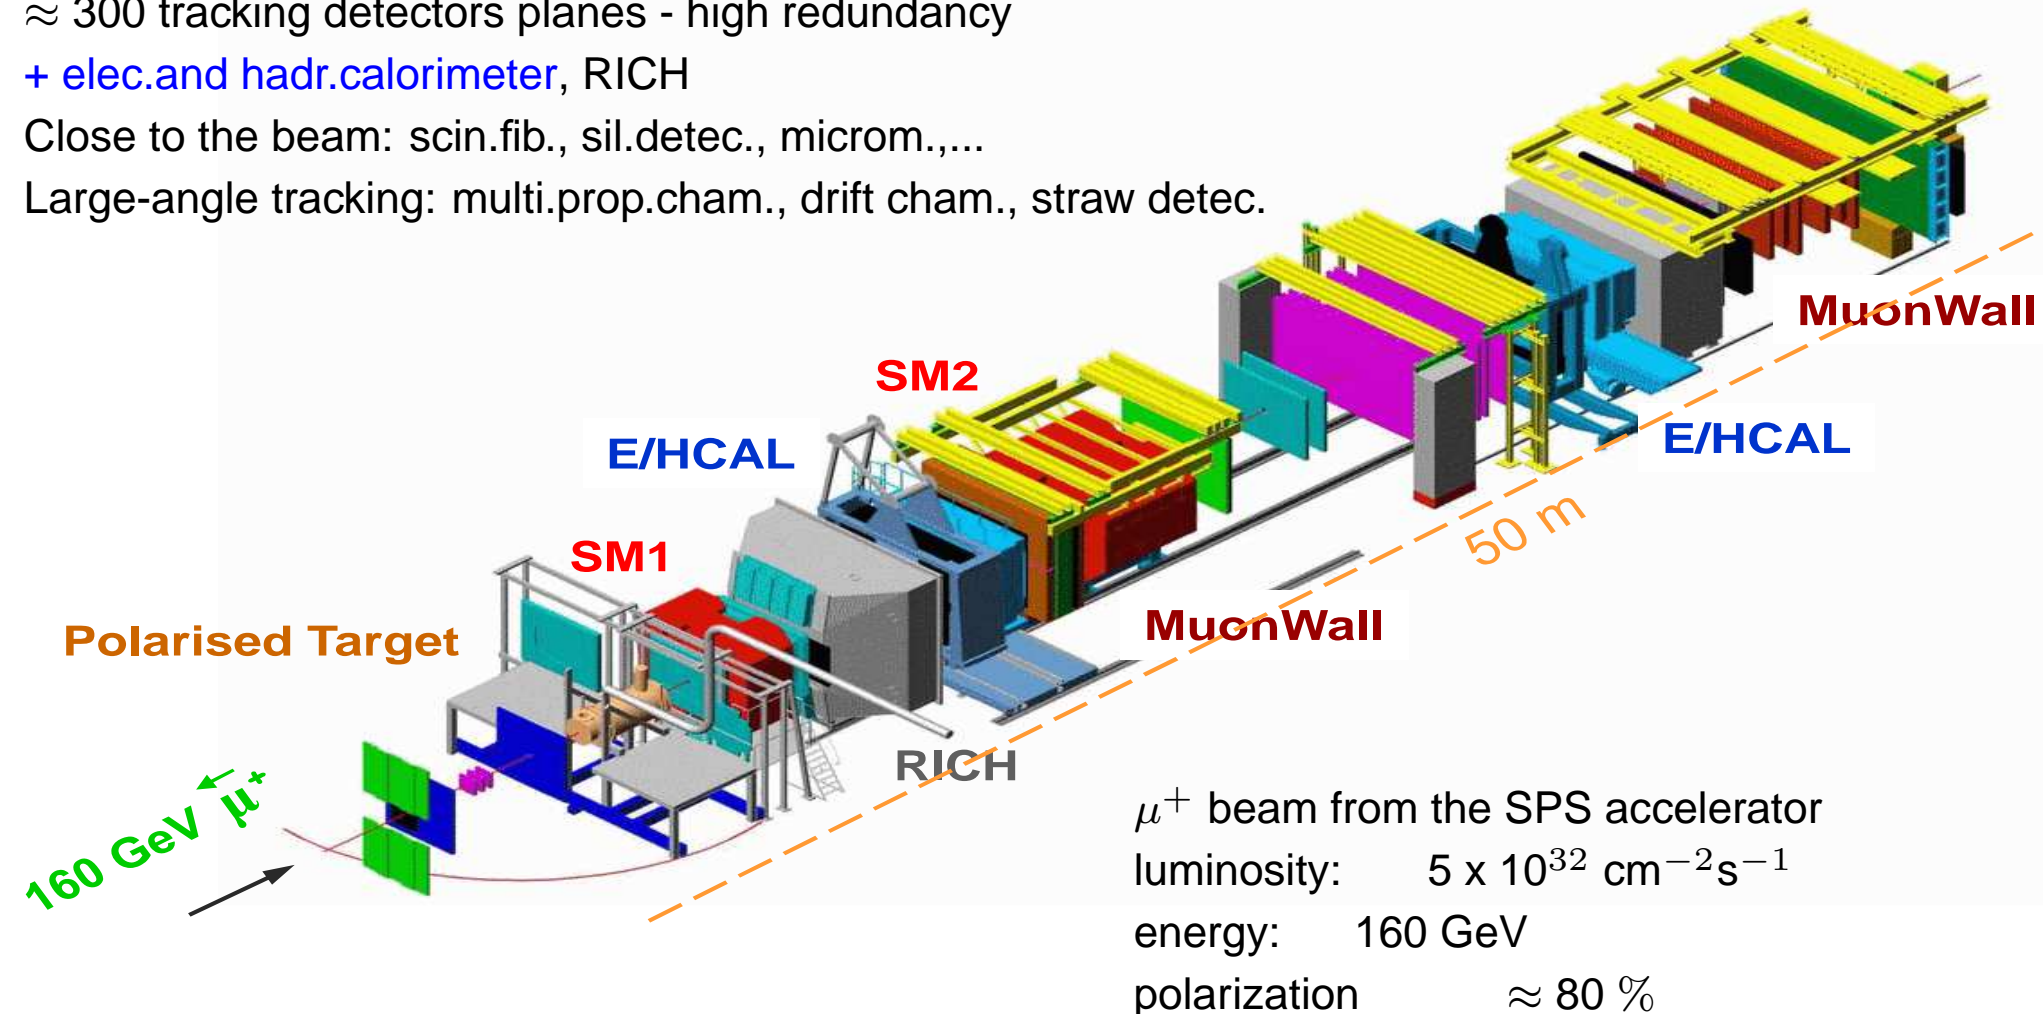 ≈ 300 tracking detectors planes - high redundancy
+ elec.and hadr.calorimeter, RICH
Close to the beam: scin.fib., sil.detec., microm.,...
Large-angle tracking: multi.prop.cham., drift cham., straw detec.
MuonWall
SM2
E/HCAL
E/HCAL
50 m
SM1
MuonWall
Polarised Target
RICH
160 GeV μ⁺
μ⁺ beam from the SPS accelerator
luminosity: 5 x 10³² cm⁻²s⁻¹
energy: 160 GeV
polarization ≈ 80 %